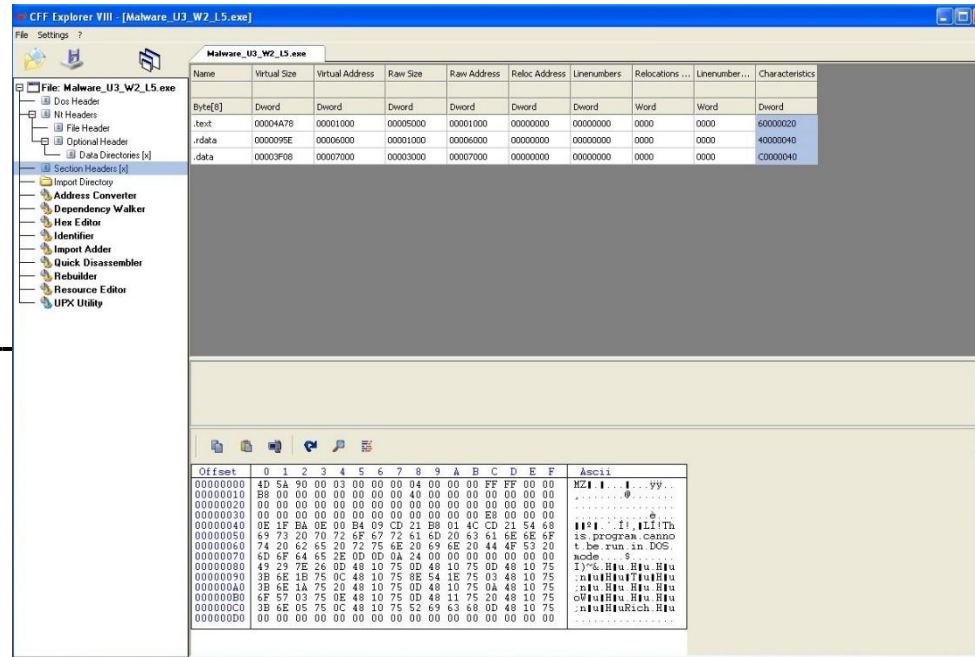 CFF Explorer VIII - [Malware_U3_W2_L5.exe]
File Settings ?
Malware_U3_W2_L5.exe
File: Malware_U3_W2_L5.exe
Dos Header
Nt Headers
File Header
Optional Header
Data Directories [x]
Section Headers [x]
Import Directory
Address Converter
Dependency Walker
Hex Editor
Identifier
Import Adder
Quick Disassembler
Rebuilder
Resource Editor
UPX Utility
Name Virtual Size Virtual Address Raw Size Raw Address Reloc Address Linenumbers Relocations ... Linenumber... Characteristics
Byte[8] Dword Dword Dword Dword Dword Dword Word Word Dword
.text 00004A78 00001000 00005000 00001000 00000000 00000000 0000 0000 60000020
.rdata 0000095E 00006000 00001000 00006000 00000000 00000000 0000 0000 40000040
.data 00003F08 00007000 00003000 00007000 00000000 00000000 0000 0000 C0000040
Offset 0 1 2 3 4 5 6 7 8 9 A B C D E F Ascii
00000000 4D 5A 90 00 03 00 00 00 04 00 00 00 FF FF 00 00
00000010 B8 00 00 00 00 00 00 00 40 00 00 00 00 00 00 00
00000020 00 00 00 00 00 00 00 00 00 00 00 00 00 00 00 00
00000030 00 00 00 00 00 00 00 00 00 00 00 00 E8 00 00 00
00000040 0E 1F BA 0E 00 B4 09 CD 21 B8 01 4C CD 21 54 68
00000050 69 73 20 70 72 6F 67 72 61 6D 20 63 61 6E 6E 6F is.program.canno
00000060 74 20 62 65 20 72 75 6E 20 69 6E 20 44 4F 53 20 t.be.run.in.DOS.
00000070 6D 6F 64 65 2E 0D 0D 0A 24 00 00 00 00 00 00 00 mode....$.......
00000080 49 29 7E 26 0D 48 10 75 0D 48 10 75 0D 48 10 75
00000090 3B 6E 1B 75 0C 48 10 75 8E 54 1E 75 03 48 10 75
000000A0 3B 6E 1A 75 20 48 10 75 0D 48 10 75 0A 48 10 75
000000B0 6F 57 03 75 0E 48 10 75 0D 48 11 75 20 48 10 75
000000C0 3B 6E 05 75 0C 48 10 75 52 69 63 68 0D 48 10 75
000000D0 00 00 00 00 00 00 00 00 00 00 00 00 00 00 00 00 ................